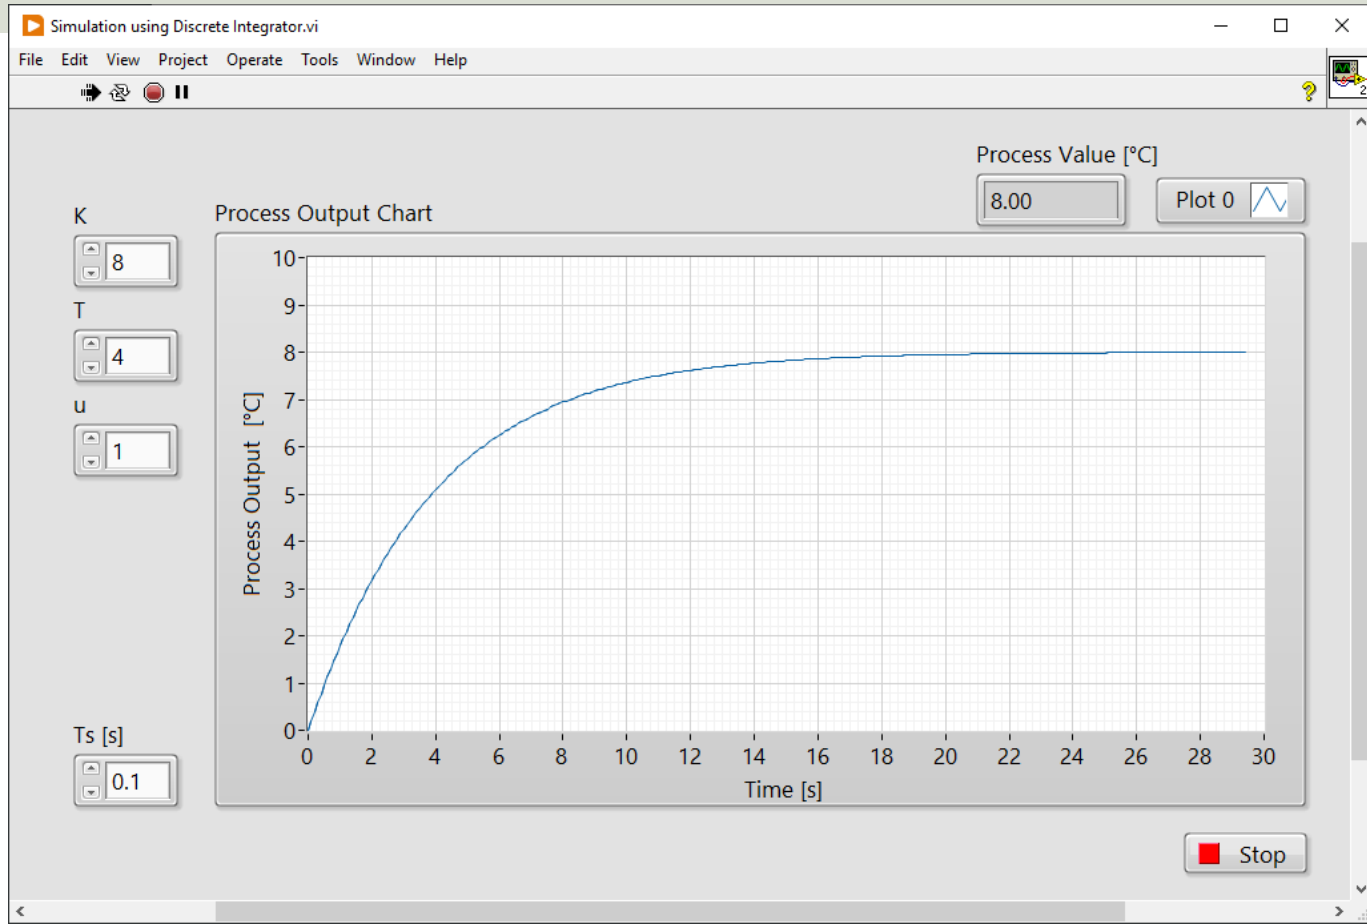 Simulation using Discrete Integrator.vi
File Edit View Project Operate Tools Window Help
2
Process Value [°C]
8.00
Plot 0
K
8
T
4
u
1
Ts [s]
0.1
Process Output Chart
Process Output [°C]
10
9
8
7
6
5
4
3
2
1
0
0 2 4 6 8 10 12 14 16 18 20 22 24 26 28 30
Time [s]
Stop